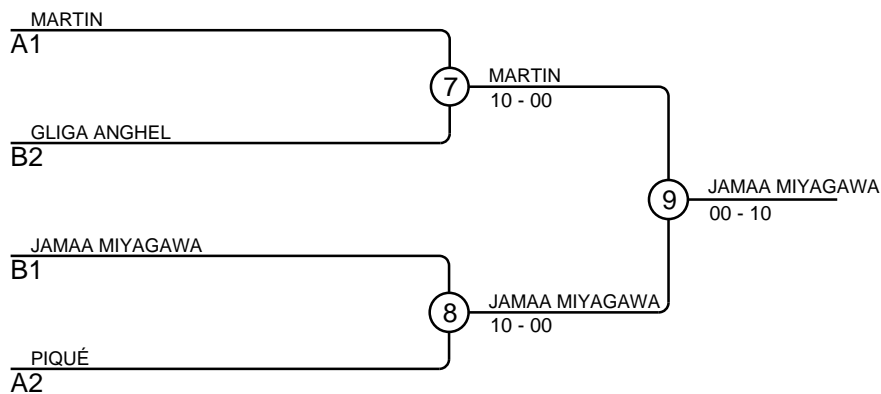 MARTIN
A1
7
MARTIN
10 - 00
GLIGA ANGHEL
B2
9
JAMAA MIYAGAWA
00 - 10
JAMAA MIYAGAWA
B1
8
JAMAA MIYAGAWA
10 - 00
PIQUÉ
A2